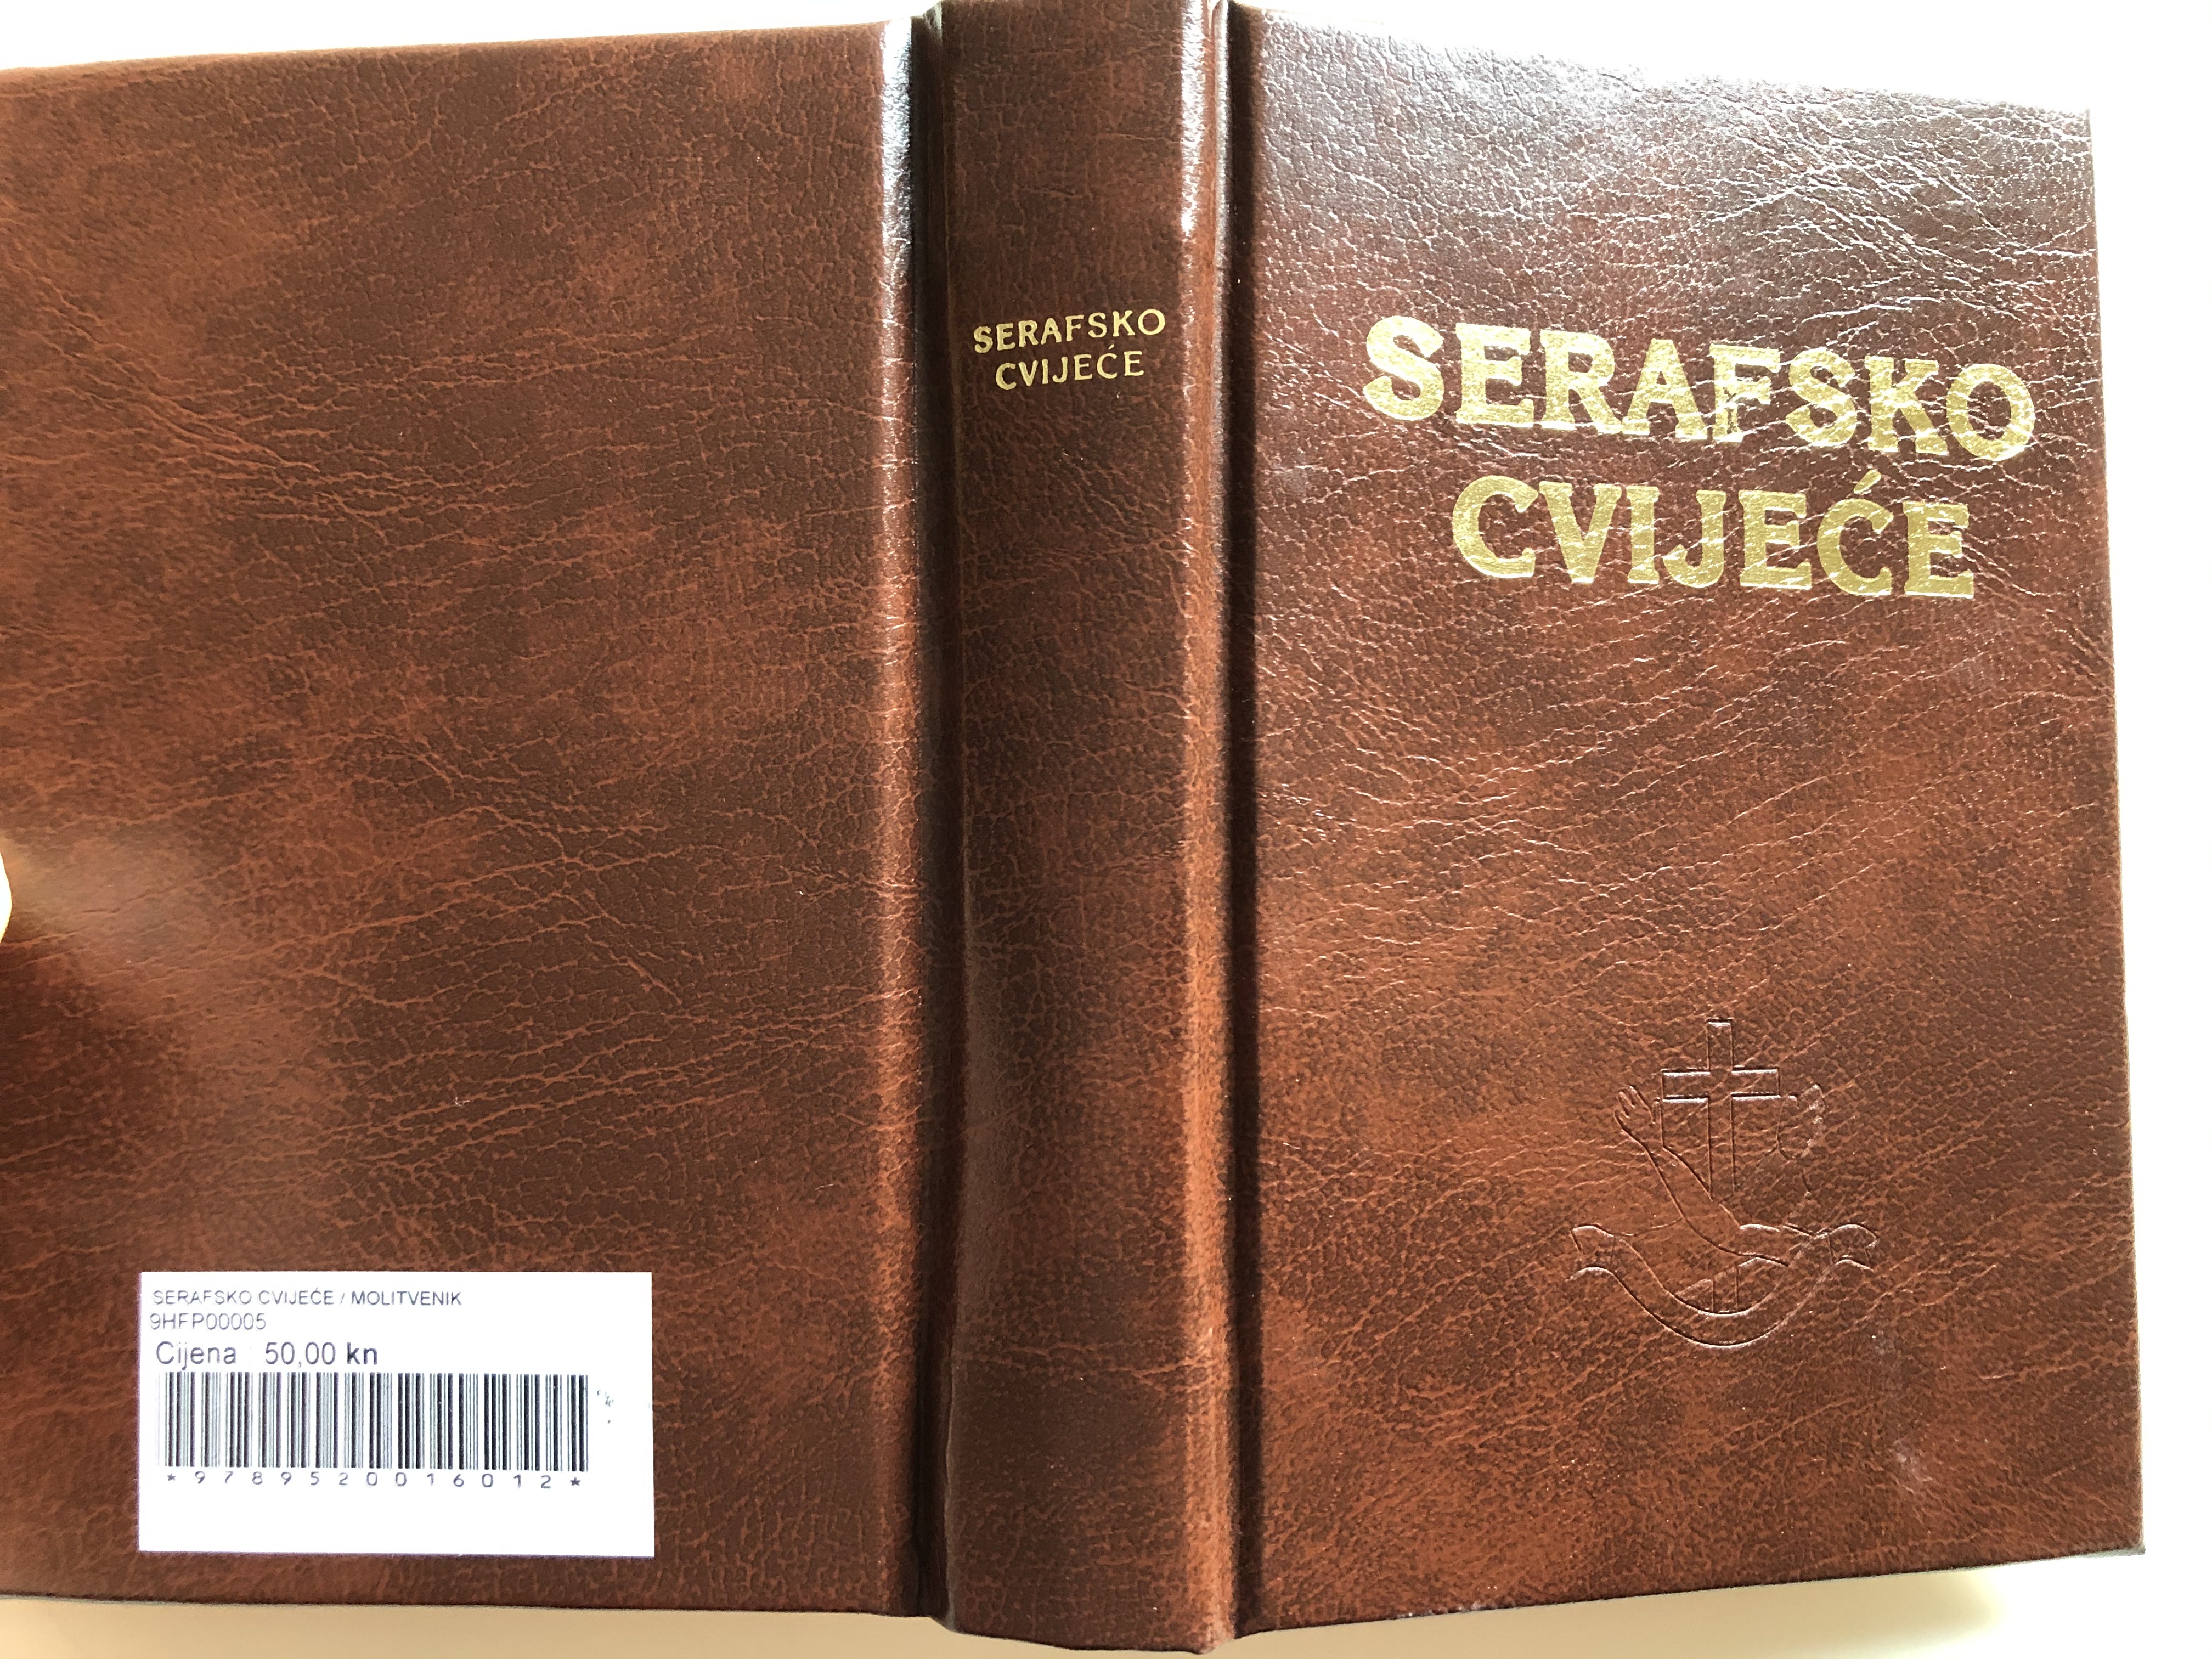 SERAFSKO
CVIJEĆE
SERAFSKO
CVIJEĆE
SERAFSKO CVIJEĆE / MOLITVENIK
9HFP00005
Cijena 50,00 kn
*9789520016012*